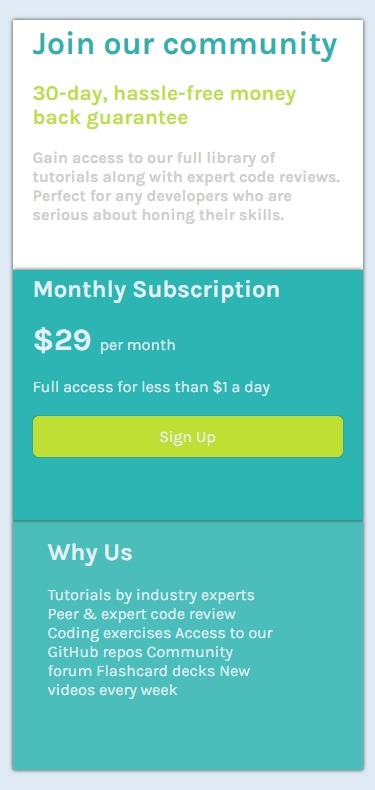 Join our community
30-day, hassle-free money
back guarantee
Gain access to our full library of
tutorials along with expert code reviews.
Perfect for any developers who are
serious about honing their skills.
Monthly Subscription
$29 per month
Full access for less than $1 a day
Sign Up
Why Us
Tutorials by industry experts
Peer & expert code review
Coding exercises Access to our
GitHub repos Community
forum Flashcard decks New
videos every week